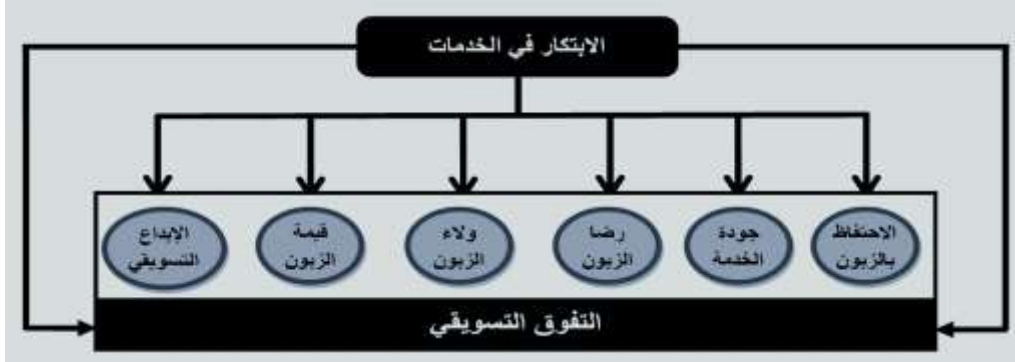 الابتكار في الخدمات
الاحتفاظ
بالزبون
جودة
الخدمة
رضا
الزبون
ولاء
الزبون
قيمة
الزبون
الإبداع
التسويقي
التفوق التسويقي